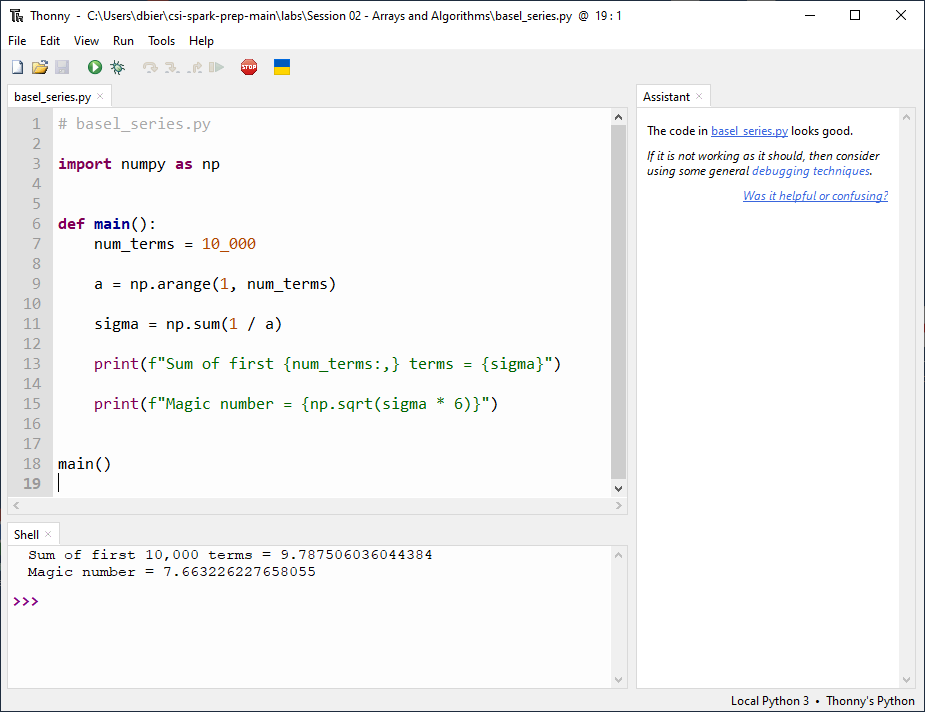 Thonny - C:\Users\dbier\csi-spark-prep-main\labs\Session 02 - Arrays and Algorithms\basel_series.py @ 19 : 1
File Edit View Run Tools Help
STOP
basel_series.py ×
1 # basel_series.py
2
3 import numpy as np
4
5
6 def main():
7     num_terms = 10_000
8
9     a = np.arange(1, num_terms)
10
11     sigma = np.sum(1 / a)
12
13     print(f"Sum of first {num_terms:,} terms = {sigma}")
14
15     print(f"Magic number = {np.sqrt(sigma * 6)}")
16
17
18 main()
19
Shell ×
Sum of first 10,000 terms = 9.787506036044384
Magic number = 7.663226227658055
>>>
Assistant ×
The code in basel_series.py looks good.
If it is not working as it should, then consider
using some general debugging techniques.
Was it helpful or confusing?
Local Python 3 • Thonny's Python